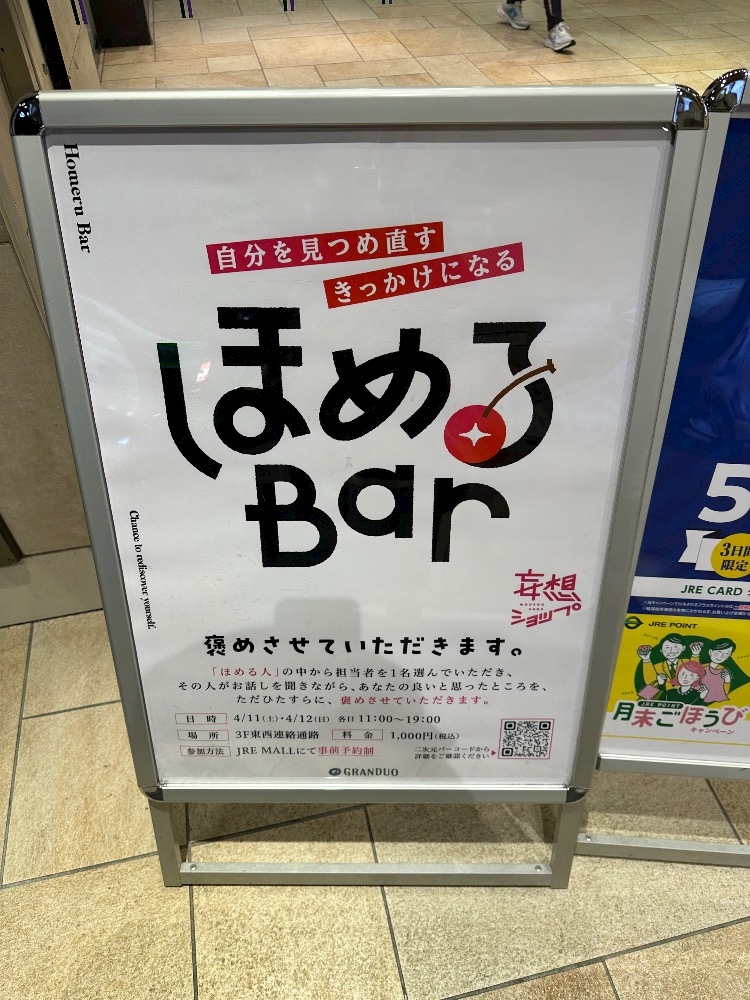 Homeru Bar
自分を見つめ直す
きっかけになる
ほめる
Bar
Chance to rediscover yourself.
妄想
MOUSOU SHOP
ショップ
褒めさせていただきます。
「ほめる人」の中から担当者を1名選んでいただき、
その人がお話しを聞きながら、あなたの良いと思ったところを、
ただひたすらに、褒めさせていただきます。
日 時 4/11(土)・4/12(日) 各日 11:00〜19:00
場 所 3F東西連絡通路 料 金 1,000円(税込)
参加方法 JRE MALLにて事前予約制
二次元バーコードから
詳細をご確認ください
GRANDUO
5
3日間
限定
JRE CARD
JRE POINT
JRE POINT
月末ごほうび
キャンペーン